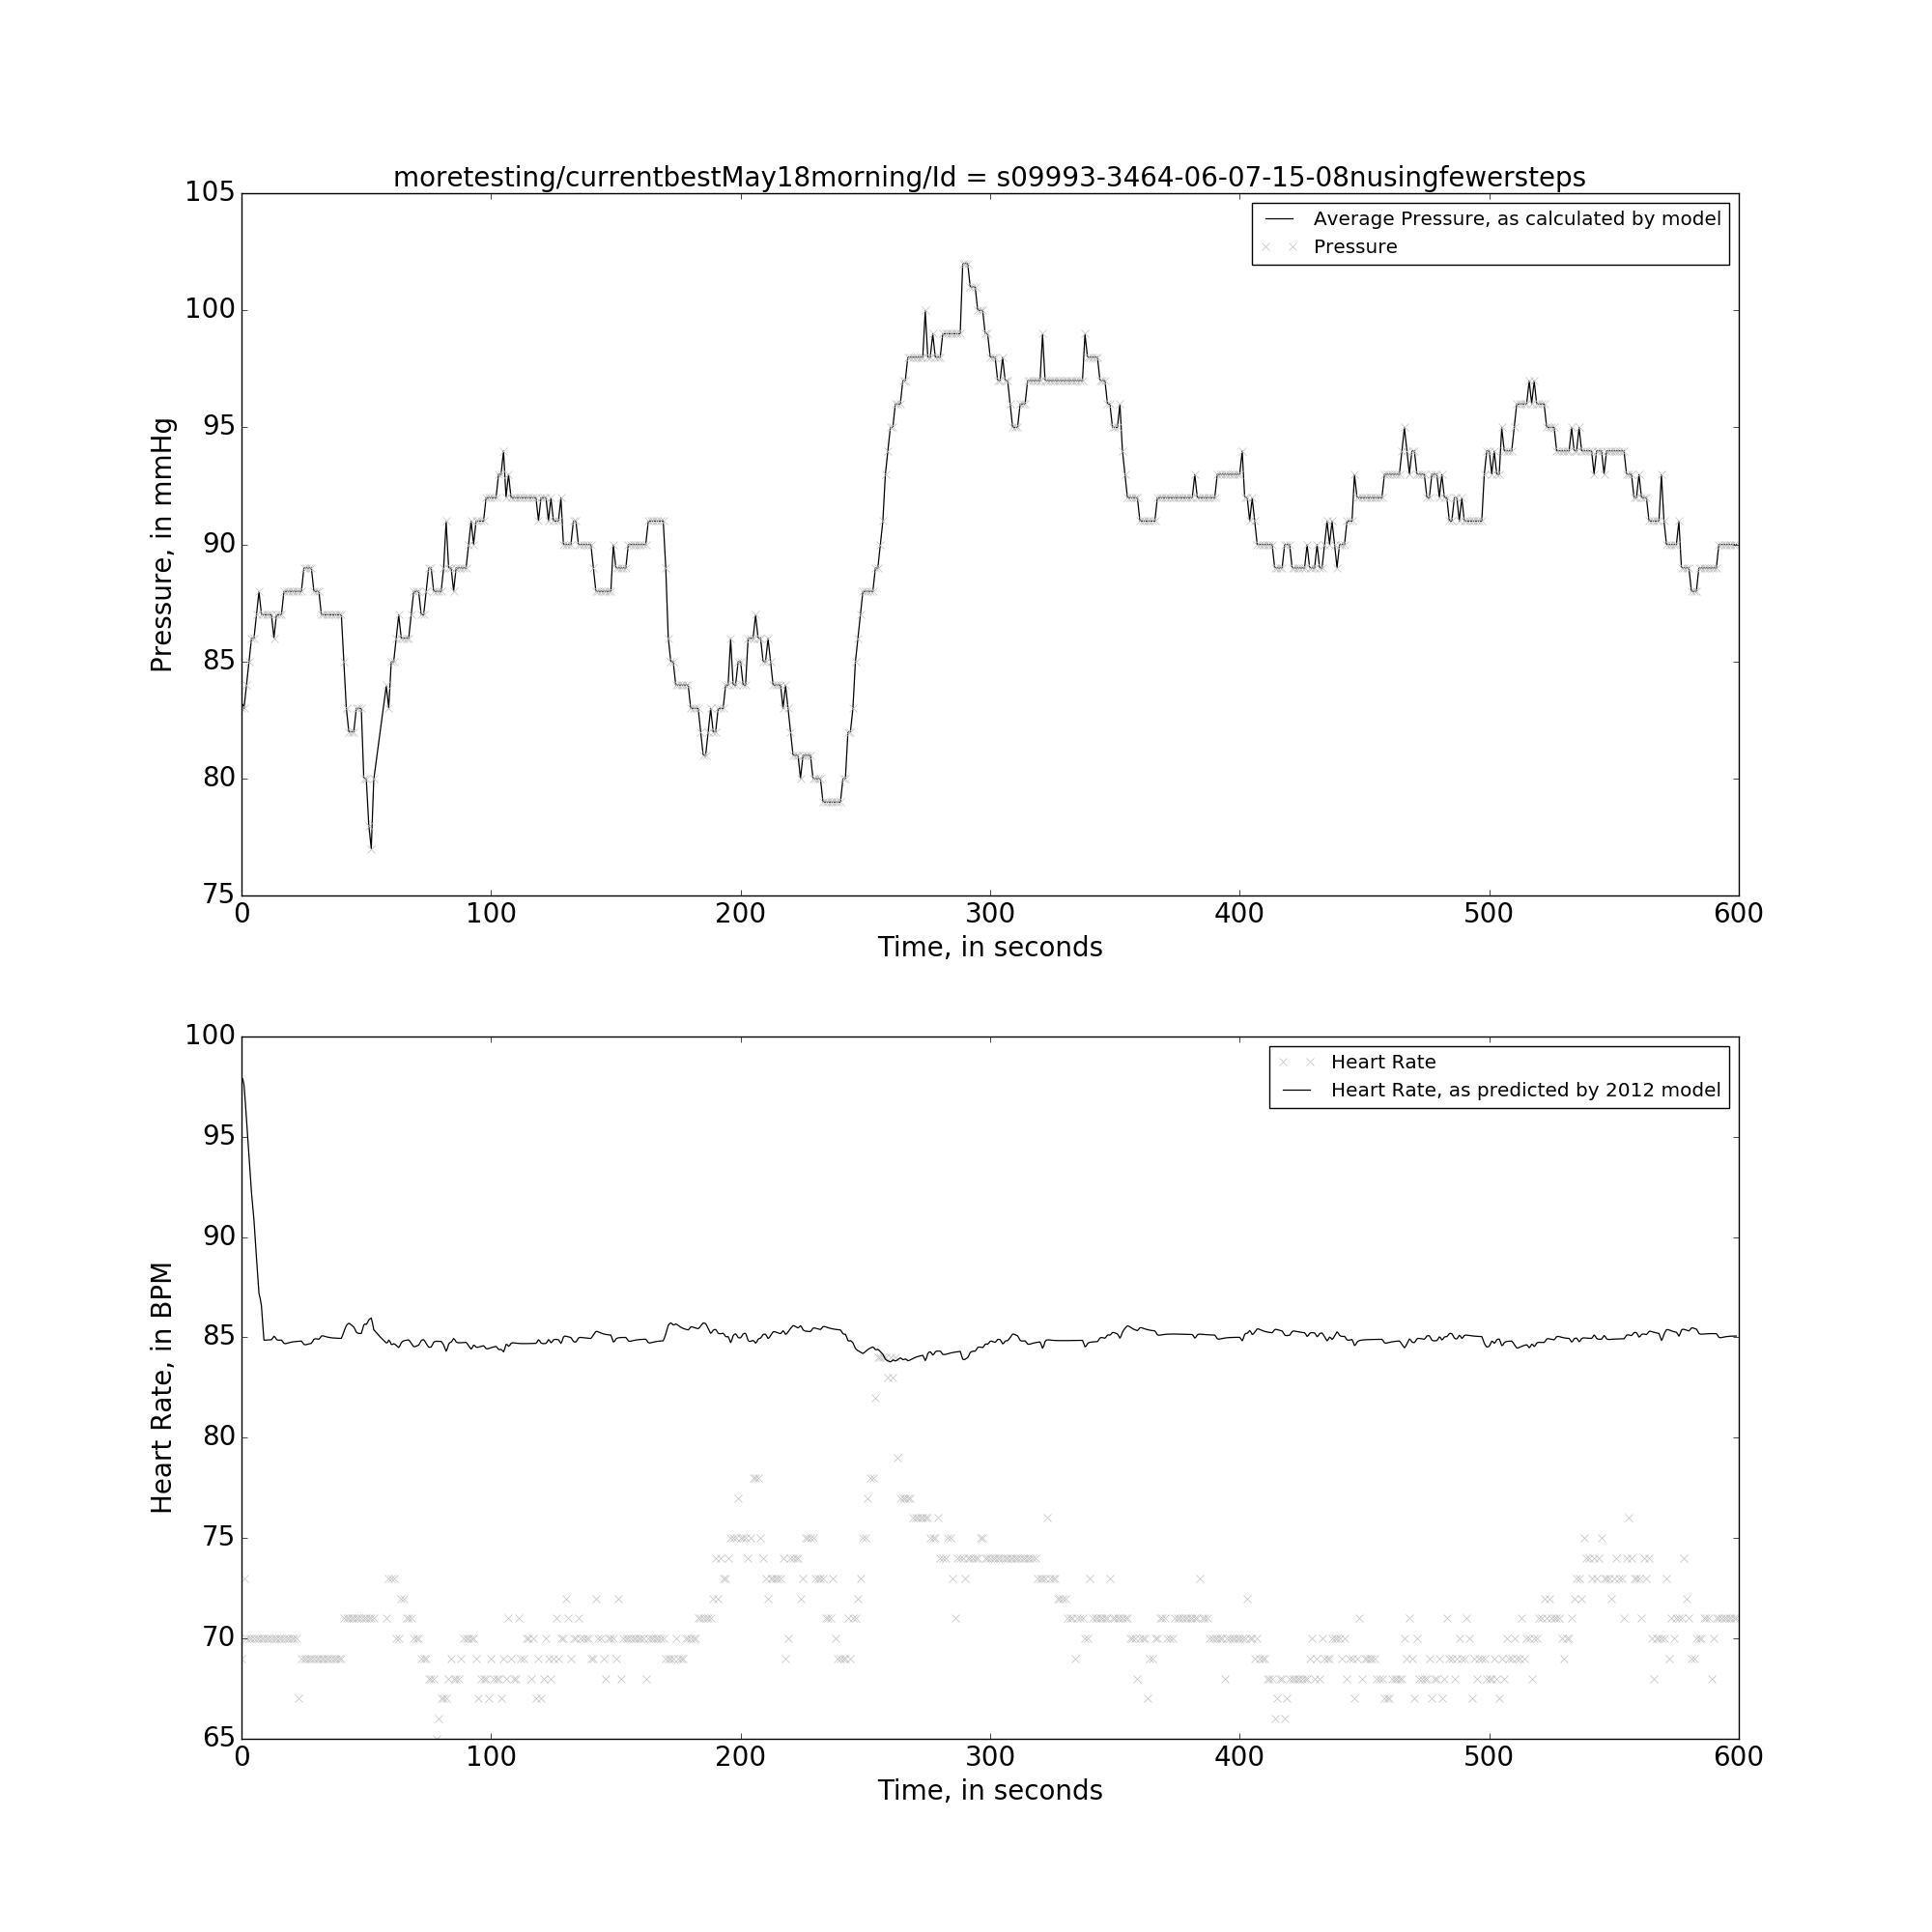 moretesting/currentbestMay18morning/Id = s09993-3464-06-07-15-08nusingfewersteps
105
100
95
90
85
80
75
Pressure, in mmHg
Average Pressure, as calculated by model
Pressure
0 100 200 300 400 500 600
Time, in seconds
100
95
90
85
80
75
70
65
Heart Rate, in BPM
Heart Rate
Heart Rate, as predicted by 2012 model
0 100 200 300 400 500 600
Time, in seconds